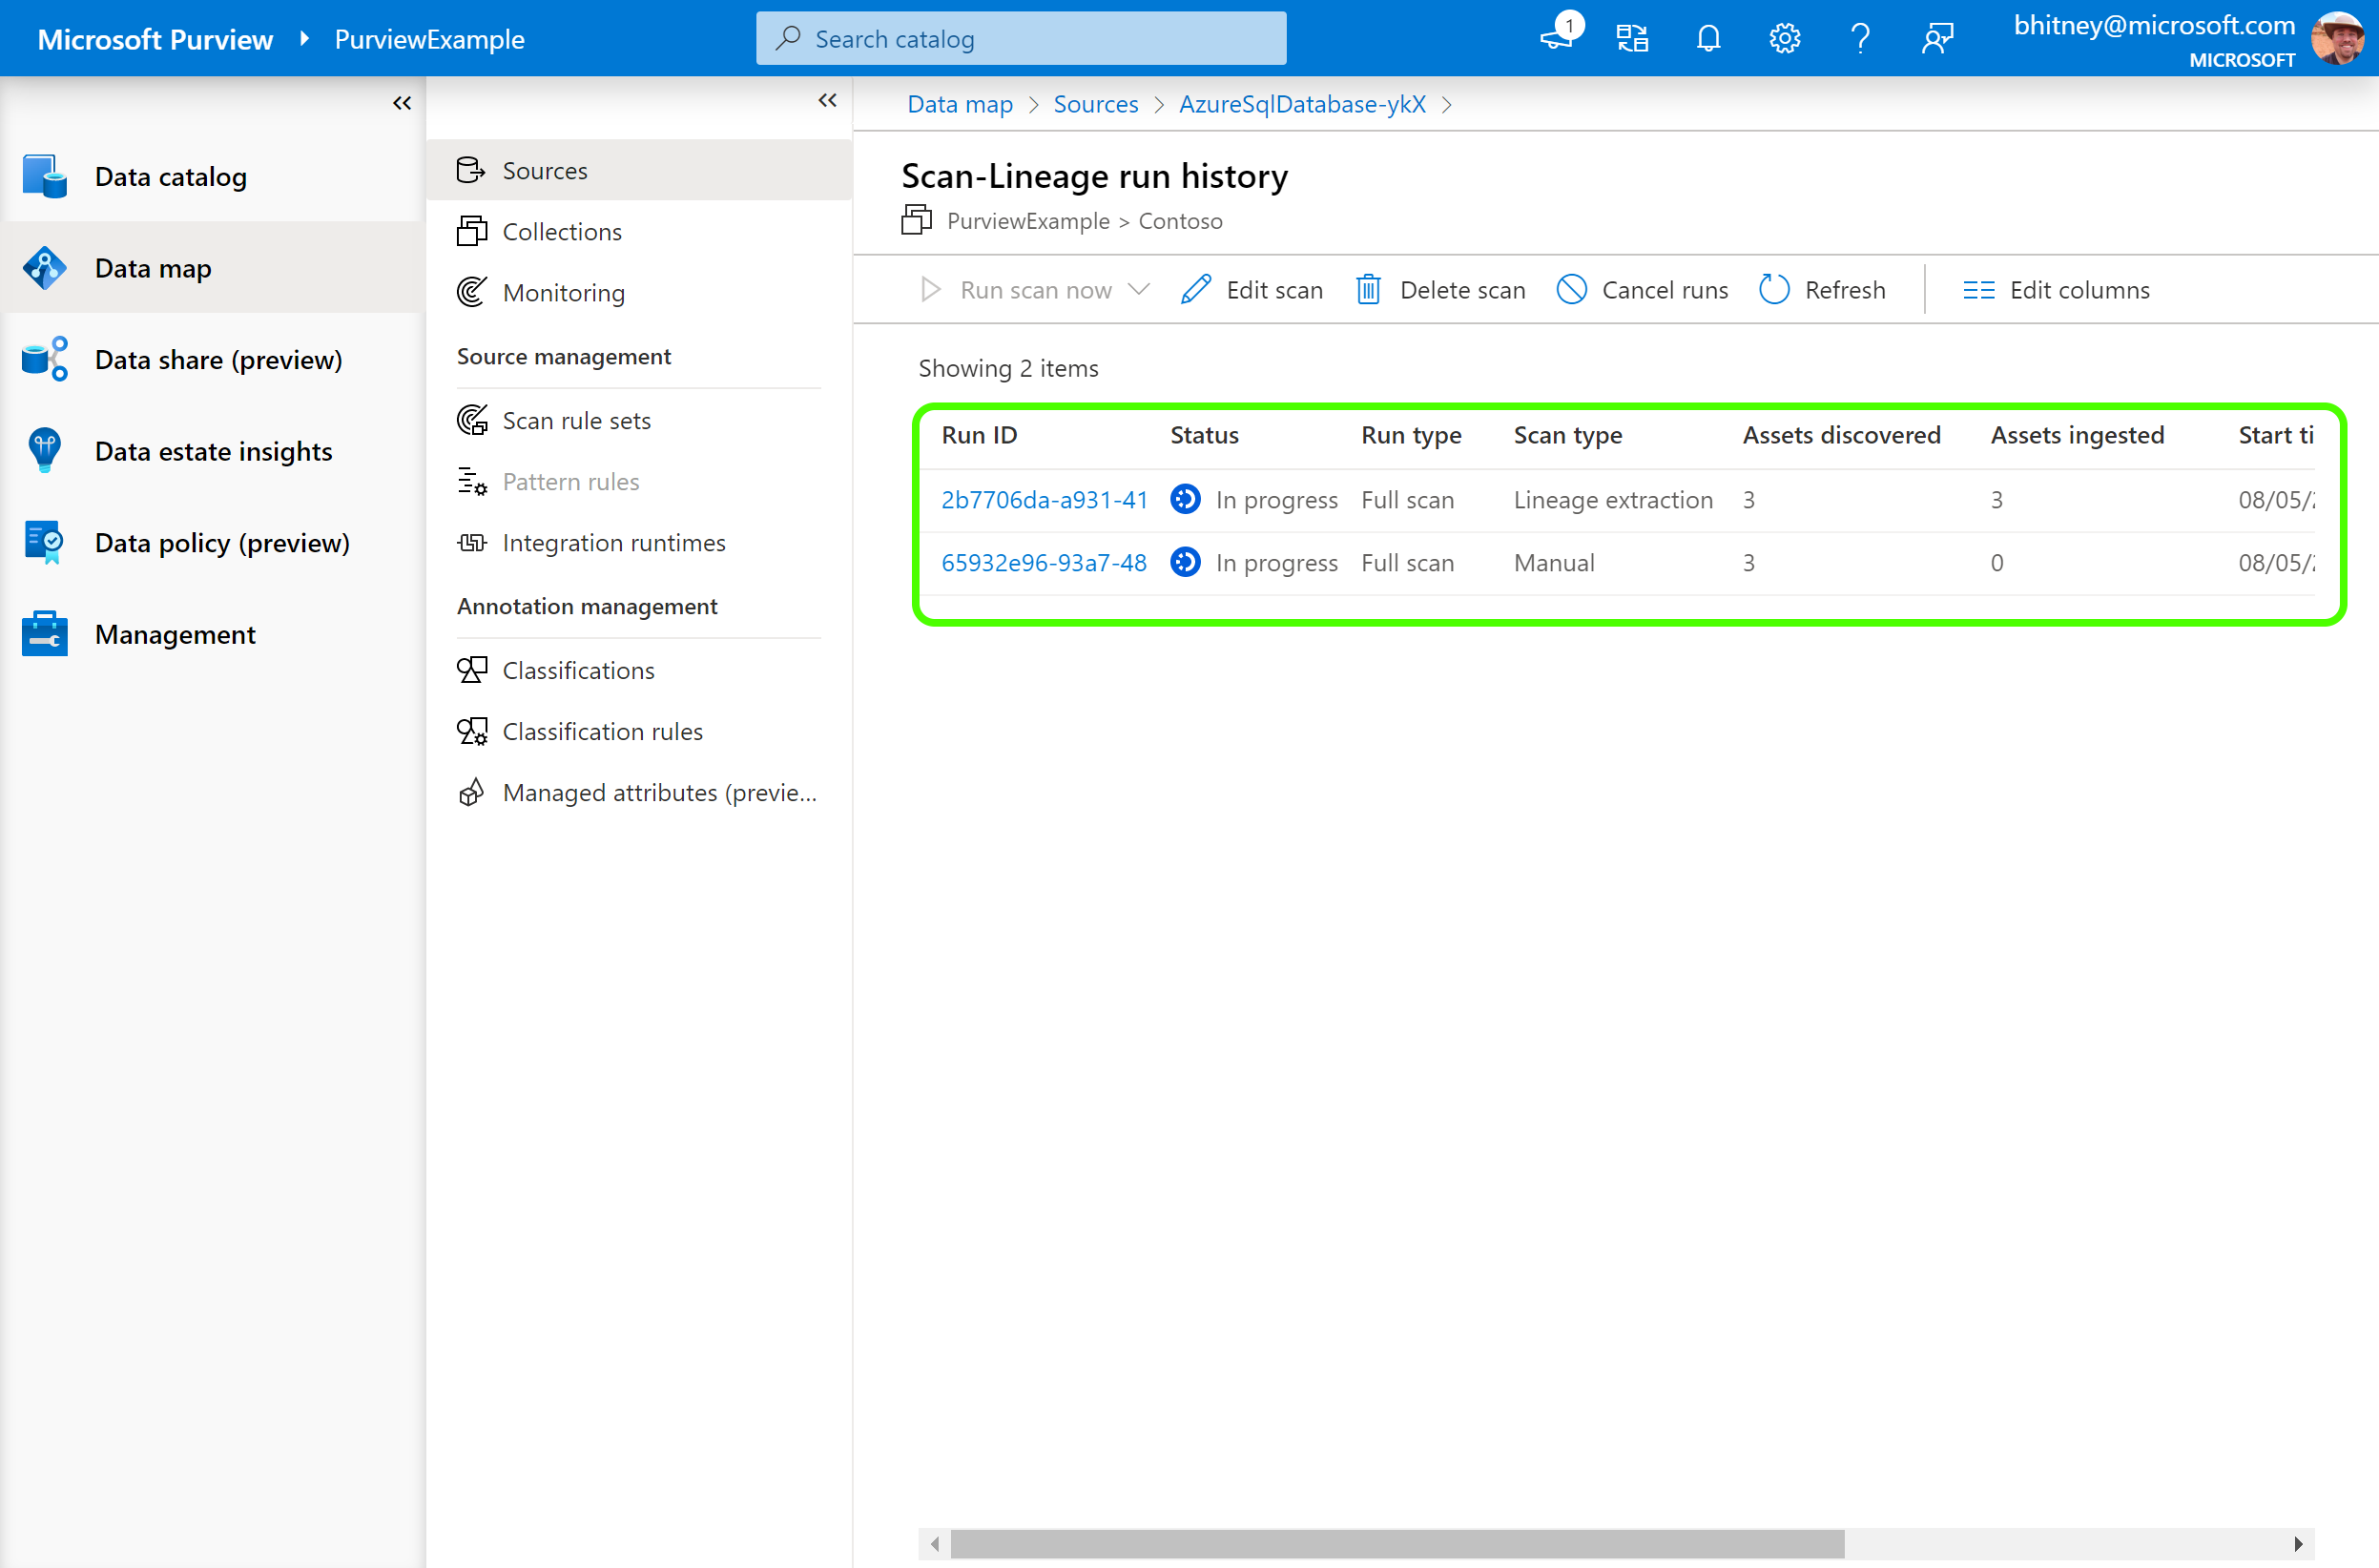 Microsoft Purview PurviewExample
Search catalog
1
bhitney@microsoft.com
MICROSOFT
Data catalog
Data map
Data share (preview)
Data estate insights
Data policy (preview)
Management
Sources
Collections
Monitoring
Source management
Scan rule sets
Pattern rules
Integration runtimes
Annotation management
Classifications
Classification rules
Managed attributes (previe...
Data map > Sources > AzureSqlDatabase-ykX >
Scan-Lineage run history
PurviewExample > Contoso
Run scan now Edit scan Delete scan Cancel runs Refresh Edit columns
Showing 2 items
Run ID Status Run type Scan type Assets discovered Assets ingested Start ti
2b7706da-a931-41 In progress Full scan Lineage extraction 3 3 08/05/
65932e96-93a7-48 In progress Full scan Manual 3 0 08/05/